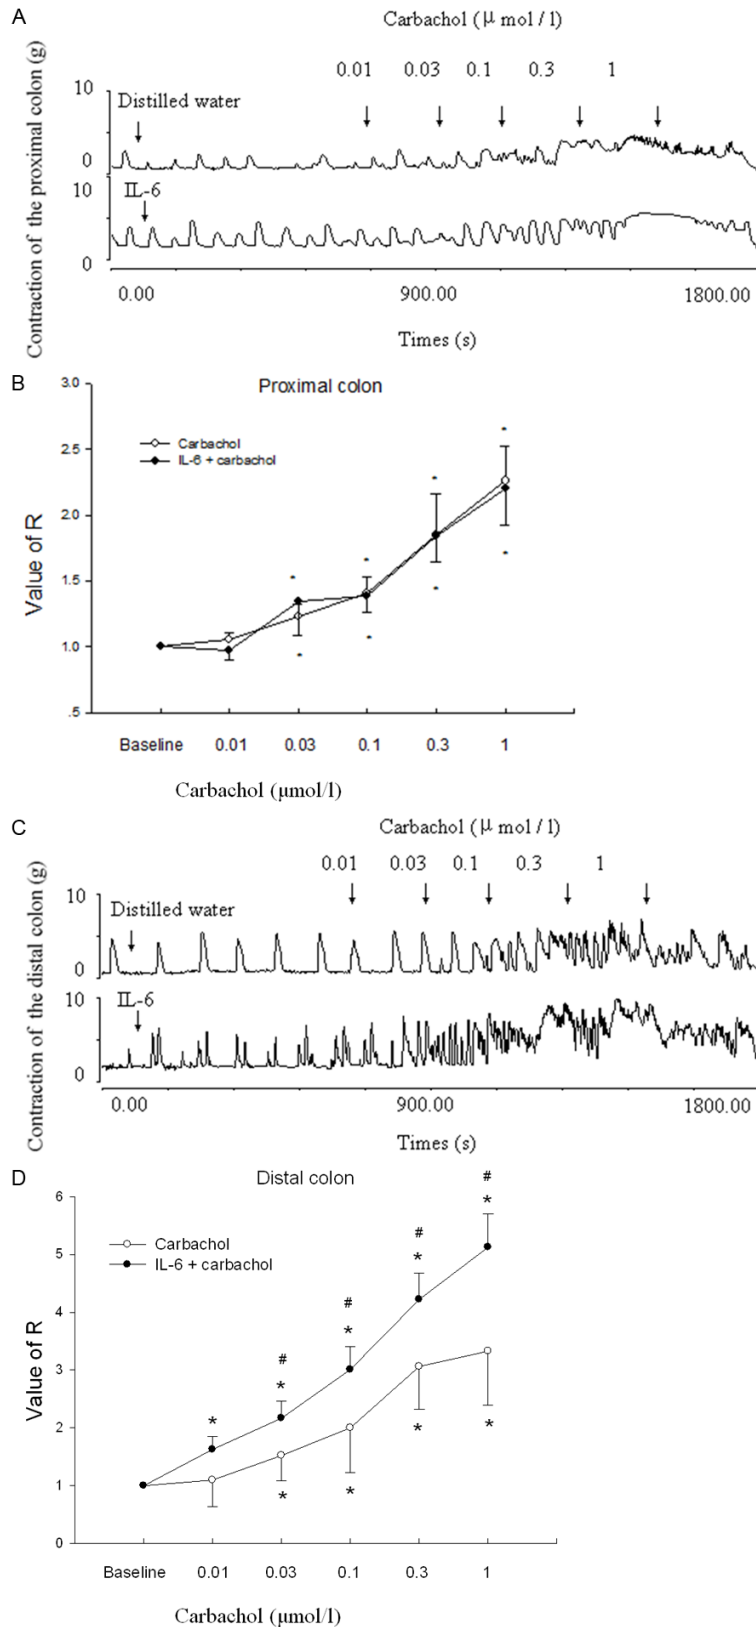 A
Carbachol (μ mol / l)
0.01 0.03 0.1 0.3 1
Contraction of the proximal colon (g)
10
Distilled water
0
10
IL-6
0
0.00 900.00 1800.00
Times (s)
B
Proximal colon
3.0
Carbachol
IL-6 + carbachol
2.5
2.0
1.5
1.0
.5
Value of R
* * * * *
* * * *
Baseline 0.01 0.03 0.1 0.3 1
Carbachol (μmol/l)
C
Carbachol (μ mol / l)
0.01 0.03 0.1 0.3 1
Contraction of the distal colon (g)
10
Distilled water
0
10
IL-6
0
0.00 900.00 1800.00
Times (s)
D
Distal colon
6
Carbachol
IL-6 + carbachol
5
4
3
2
1
0
Value of R
# # # #
* * * * *
* * * *
Baseline 0.01 0.03 0.1 0.3 1
Carbachol (μmol/l)